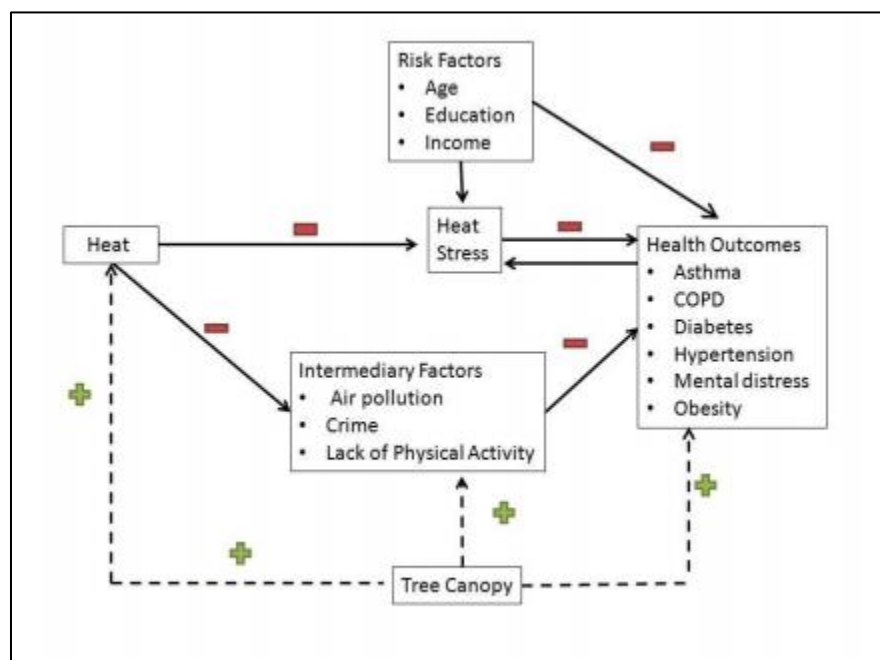 Risk Factors
• Age
• Education
• Income
Heat
Heat
Stress
Health Outcomes
• Asthma
• COPD
• Diabetes
• Hypertension
• Mental distress
• Obesity
Intermediary Factors
• Air pollution
• Crime
• Lack of Physical Activity
Tree Canopy